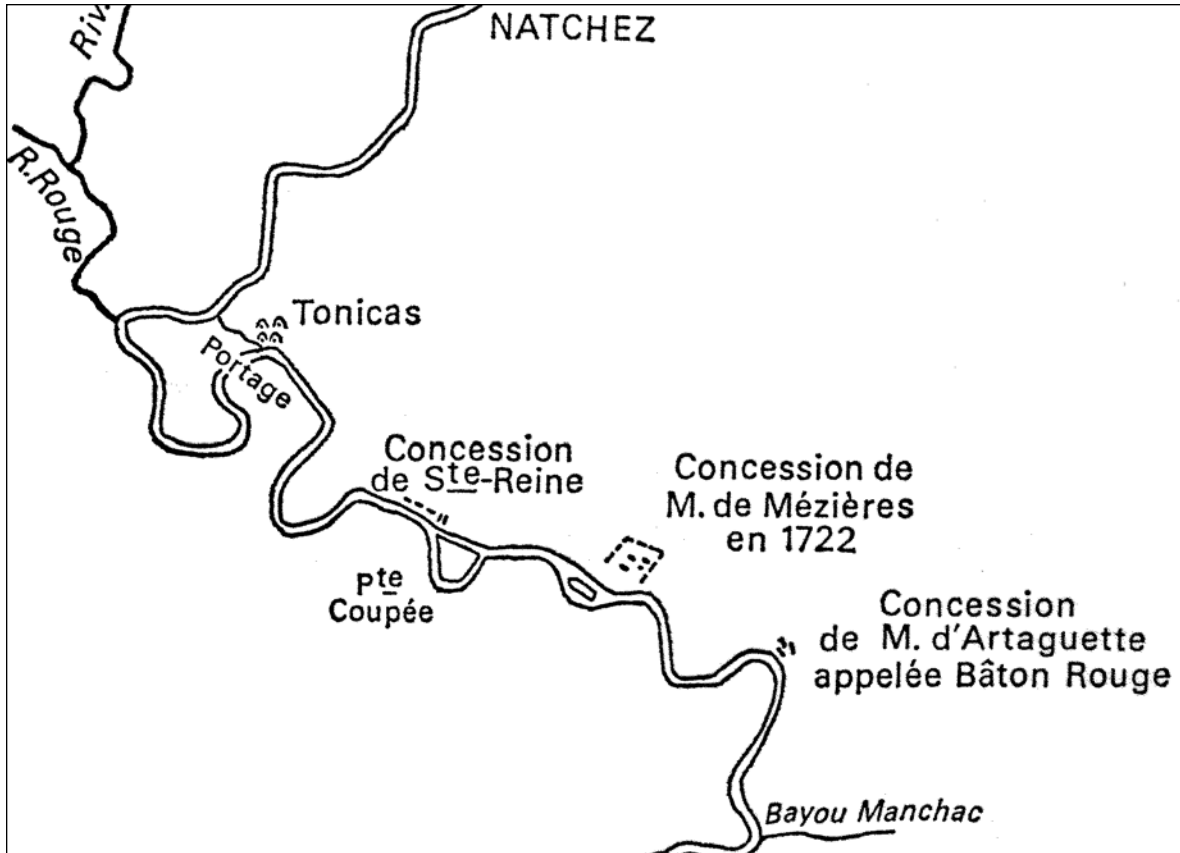 NATCHEZ
Riv.
R. Rouge
Tonicas
Portage
Concession
de Ste-Reine
Concession de
M. de Mézières
en 1722
Pte
Coupée
Concession
de M. d'Artaguette
appelée Bâton Rouge
Bayou Manchac